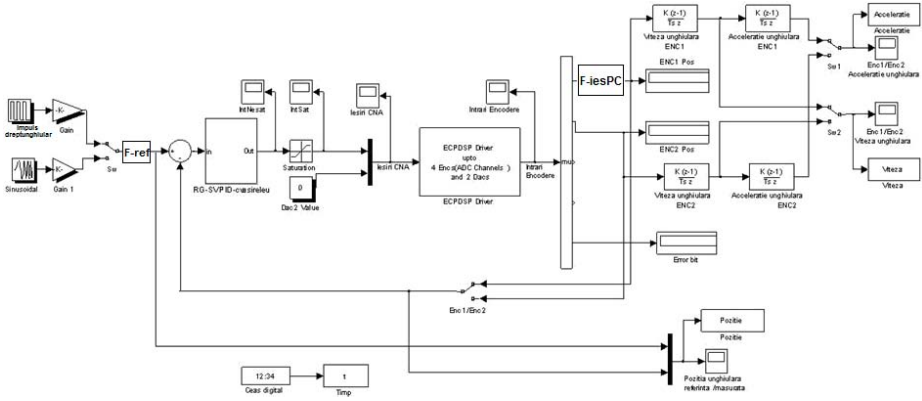 Impuls
dreptunghiular
-K-
Gain
Sinusoidal
-K-
Gain 1
Sw
F-ref
In
Out
RG-SVPID-cvasireleu
IntNesat
IntSat
Saturation
0
Dac2 Value
Iesiri CNA
Iesiri CNA
ECPDSP Driver
upto
4 Encs(ADC Channels )
and 2 Dacs
ECPDSP Driver
Intrari Encodere
Intrari
Encodere
F-iesPC
K (z-1)
Ts z
Viteza unghiulara
ENC1
K (z-1)
Ts z
Acceleratie unghiulara
ENC1
Sw1
Acceleratie
Acceleratie
Enc1/Enc2
Acceleratie unghiulara
ENC1 Pos
ENC2 Pos
Sw2
Enc1/Enc2
Viteza unghiulara
K (z-1)
Ts z
Viteza unghiulara
ENC2
K (z-1)
Ts z
Acceleratie unghiulara
ENC2
Viteza
Viteza
Error bit
Enc1/Enc2
Pozitie
Pozitie
Pozitia unghiulara
referinta /masurata
12:34
Ceas digital
1
Timp